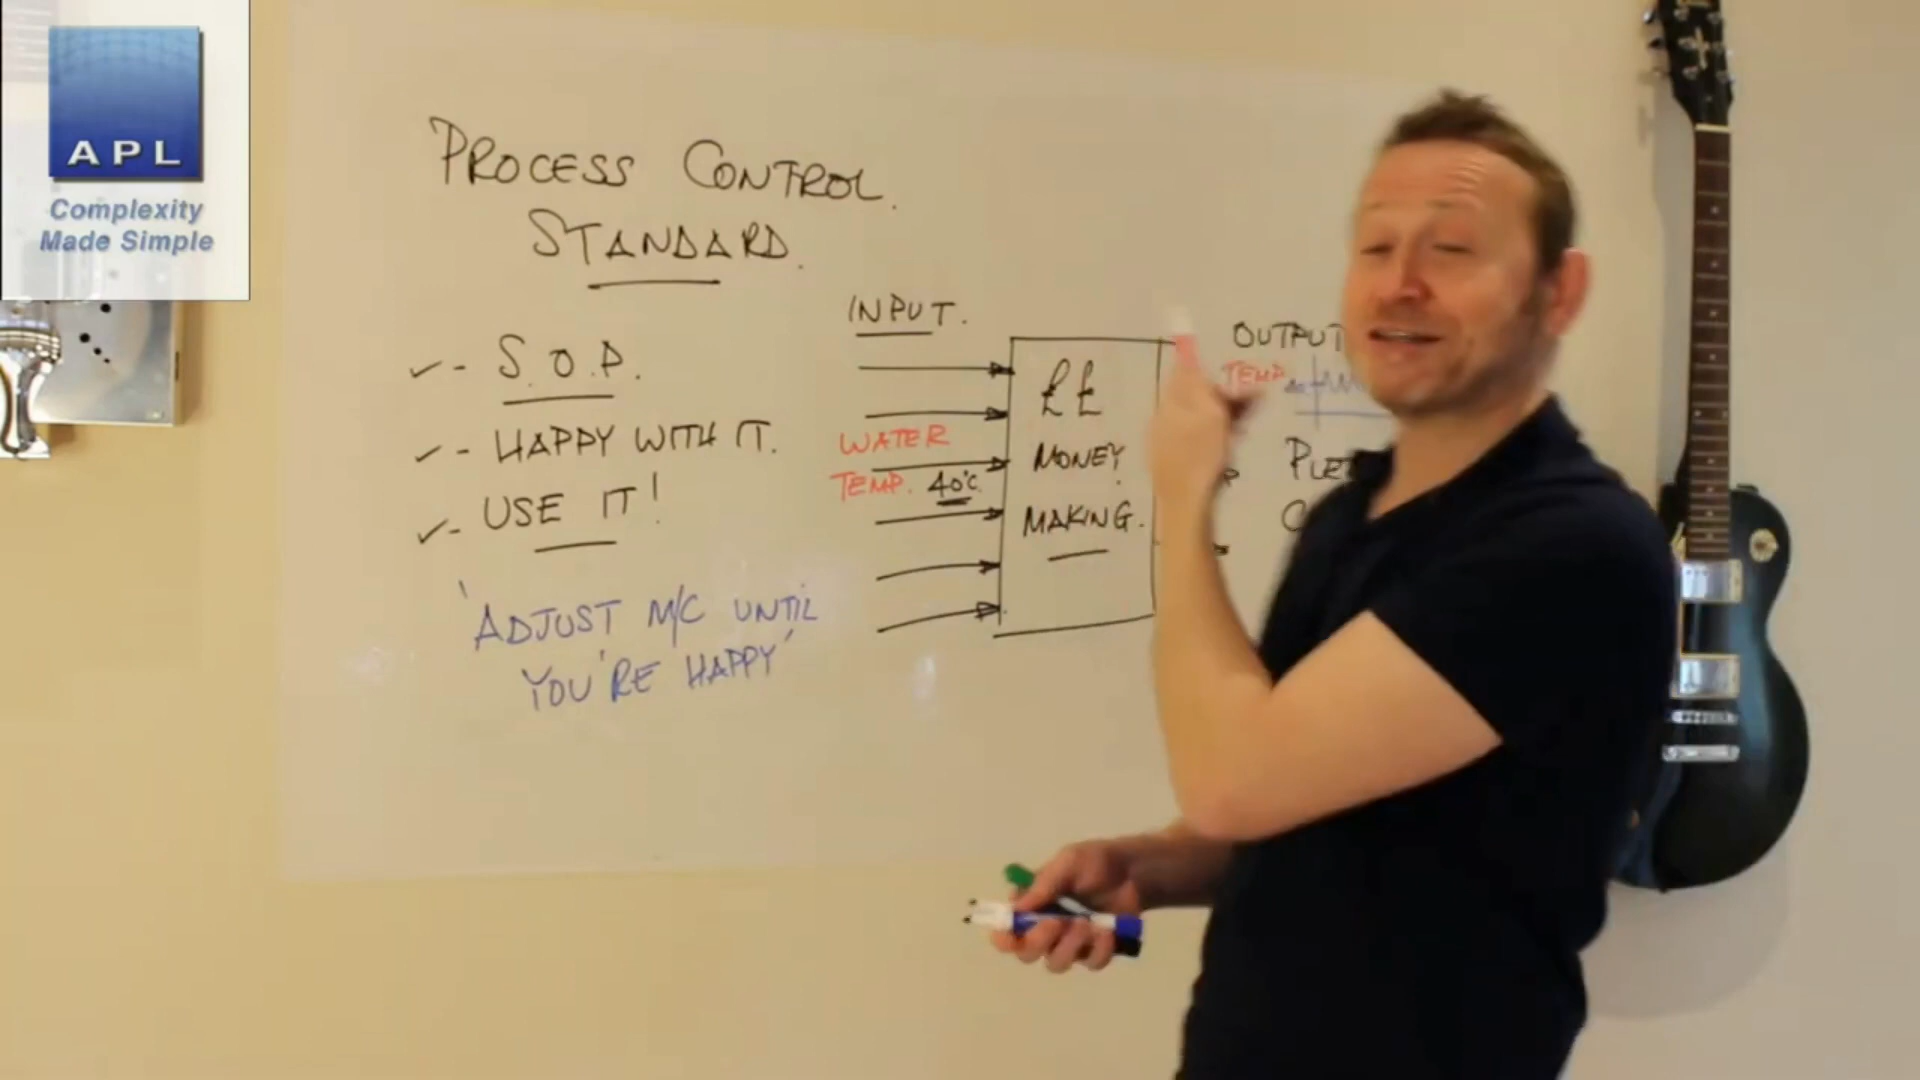 APL
Complexity
Made Simple
PROCESS CONTROL.
STANDARD.
- S.O.P.
- HAPPY WITH IT.
- USE IT!
'ADJUST M/C UNTIL
YOU'RE HAPPY'
INPUT.
WATER
TEMP. 40°C.
££
MONEY
MAKING.
OUTPUT
TEMP